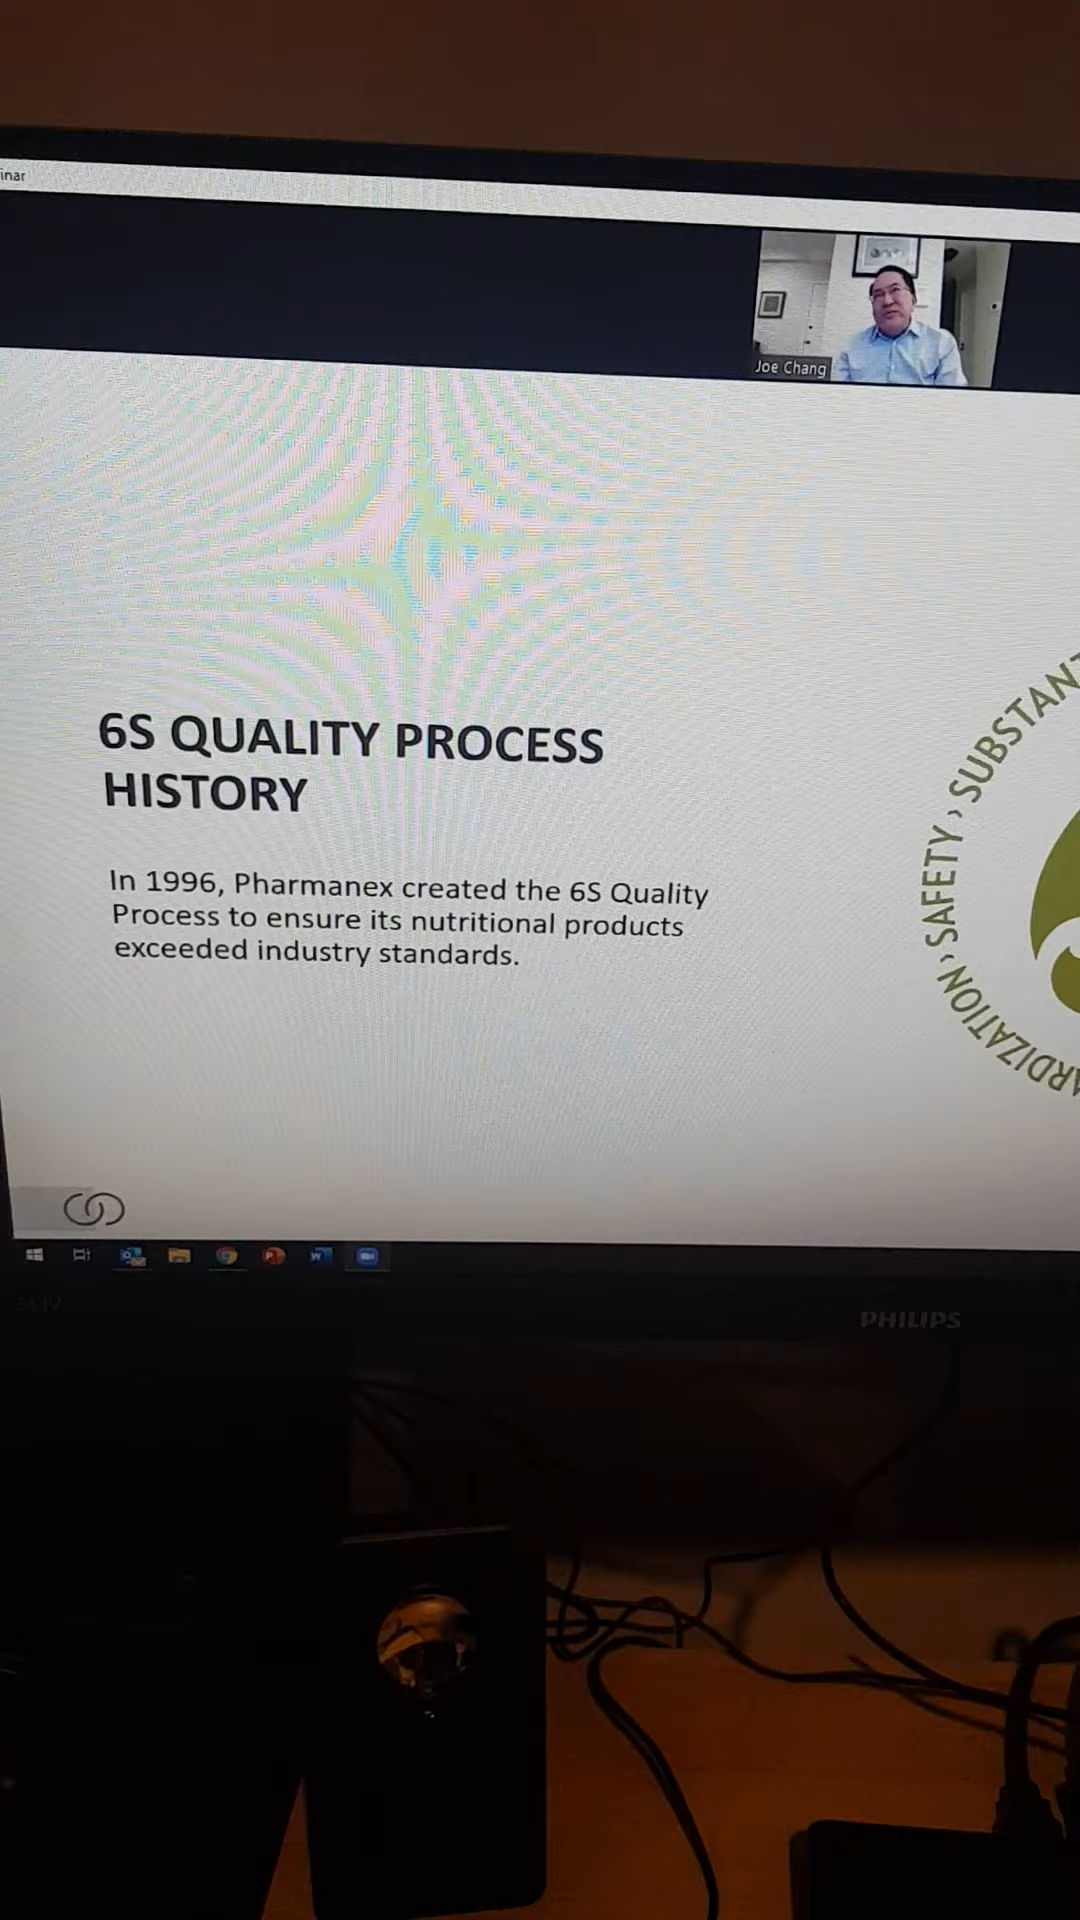 inar
Joe Chang
6S QUALITY PROCESS
HISTORY
In 1996, Pharmanex created the 6S Quality
Process to ensure its nutritional products
exceeded industry standards.
ARDIZATION › SAFETY › SUBSTANT
PHILIPS